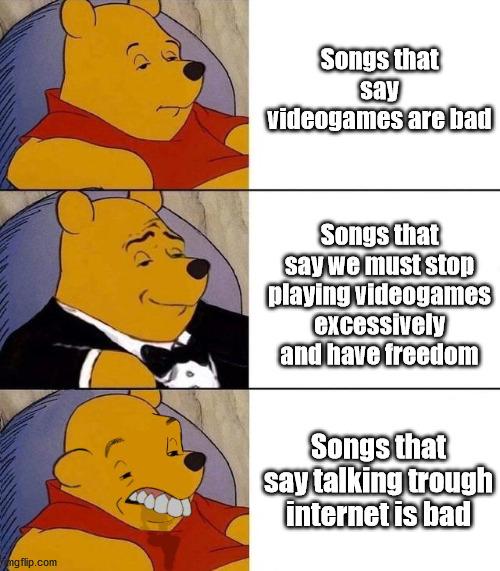 Songs that
say
videogames are bad
Songs that
say we must stop
playing videogames
excessively
and have freedom
Songs that
say talking trough
internet is bad
imgflip.com